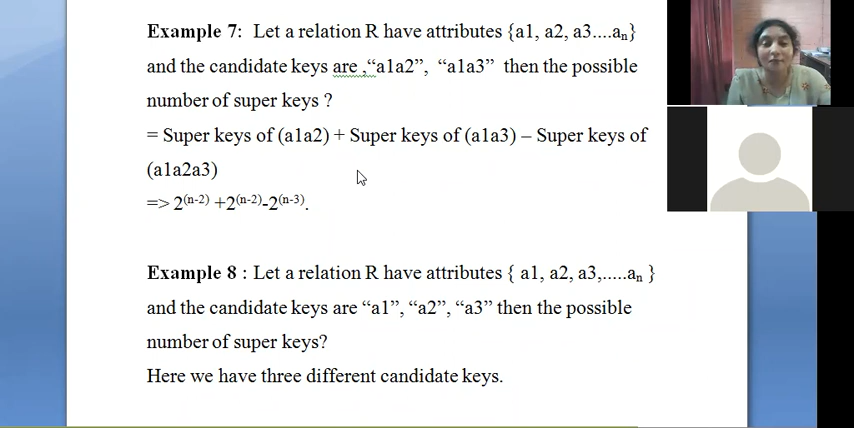 Example 7: Let a relation R have attributes {a1, a2, a3....aₙ}
and the candidate keys are ,“a1a2”, “a1a3” then the possible
number of super keys ?
= Super keys of (a1a2) + Super keys of (a1a3) – Super keys of
(a1a2a3)
=> 2⁽ⁿ⁻²⁾ +2⁽ⁿ⁻²⁾-2⁽ⁿ⁻³⁾.
Example 8 : Let a relation R have attributes { a1, a2, a3,.....aₙ }
and the candidate keys are “a1”, “a2”, “a3” then the possible
number of super keys?
Here we have three different candidate keys.